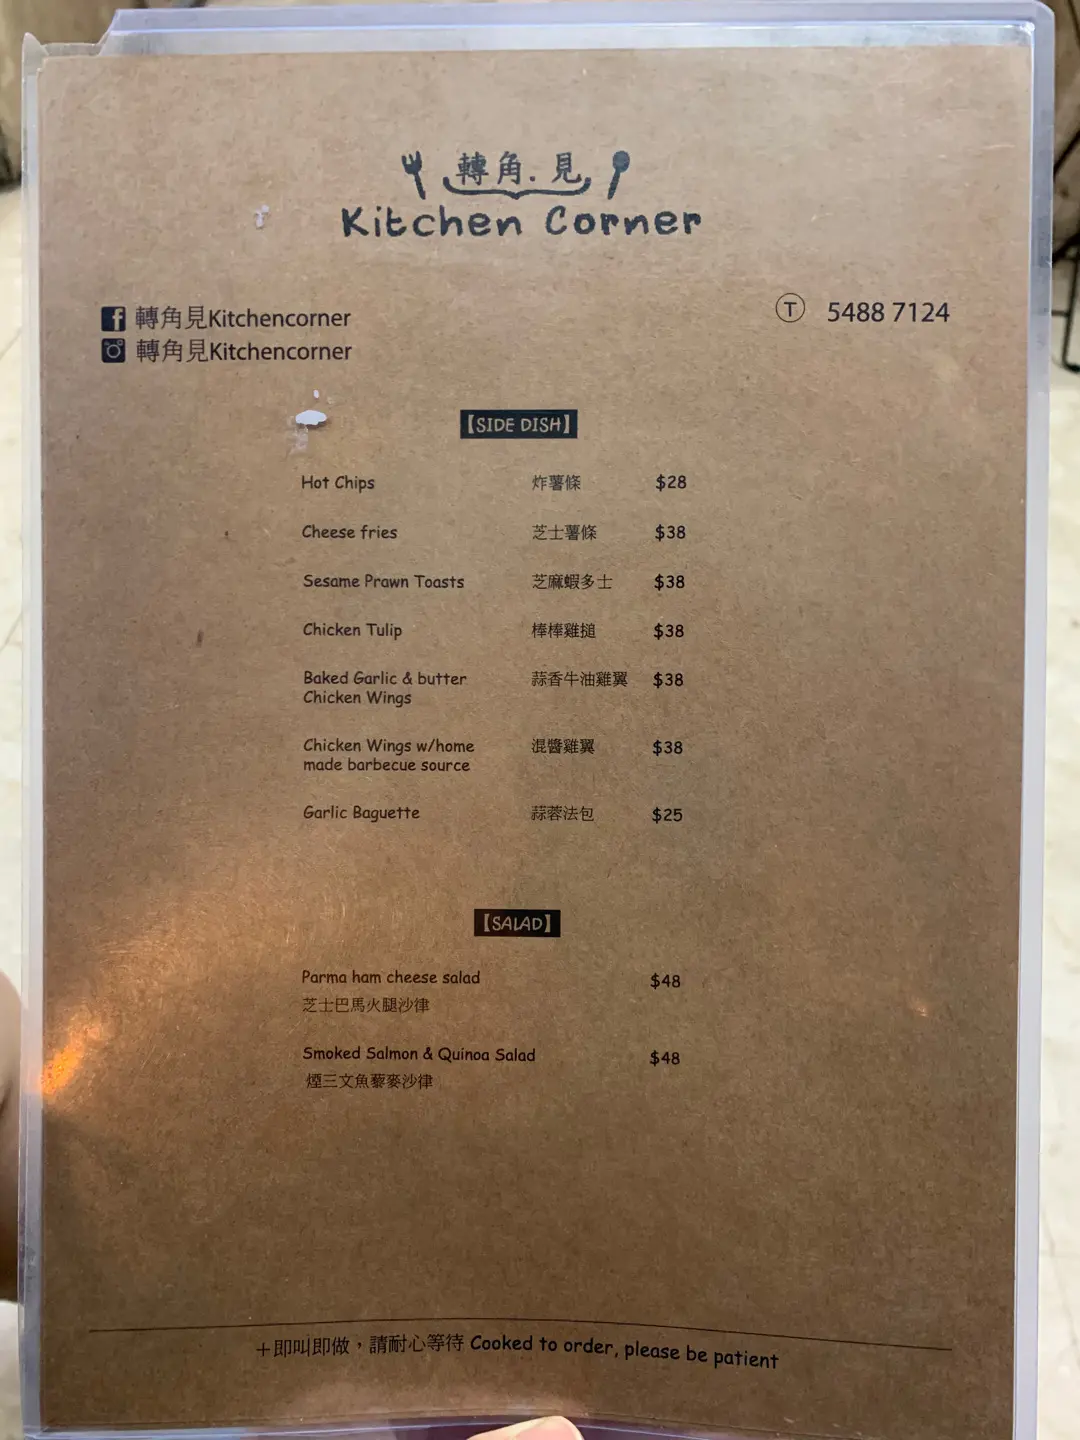 轉角.見
Kitchen Corner
轉角見Kitchencorner
轉角見Kitchencorner
T 5488 7124
【SIDE DISH】
Hot Chips 炸薯條 $28
Cheese fries 芝士薯條 $38
Sesame Prawn Toasts 芝麻蝦多士 $38
Chicken Tulip 棒棒雞搥 $38
Baked Garlic & butter 蒜香牛油雞翼 $38
Chicken Wings
Chicken Wings w/home 混醬雞翼 $38
made barbecue source
Garlic Baguette 蒜蓉法包 $25
【SALAD】
Parma ham cheese salad $48
芝士巴馬火腿沙律
Smoked Salmon & Quinoa Salad $48
煙三文魚藜麥沙律
+即叫即做，請耐心等待 Cooked to order, please be patient